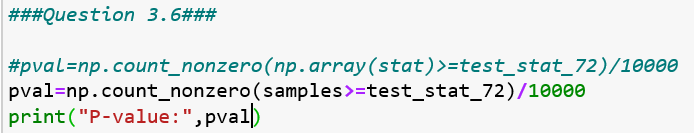 ###Question 3.6###
#pval=np.count_nonzero(np.array(stat)>=test_stat_72)/10000
pval=np.count_nonzero(samples>=test_stat_72)/10000
print("P-value:",pval)